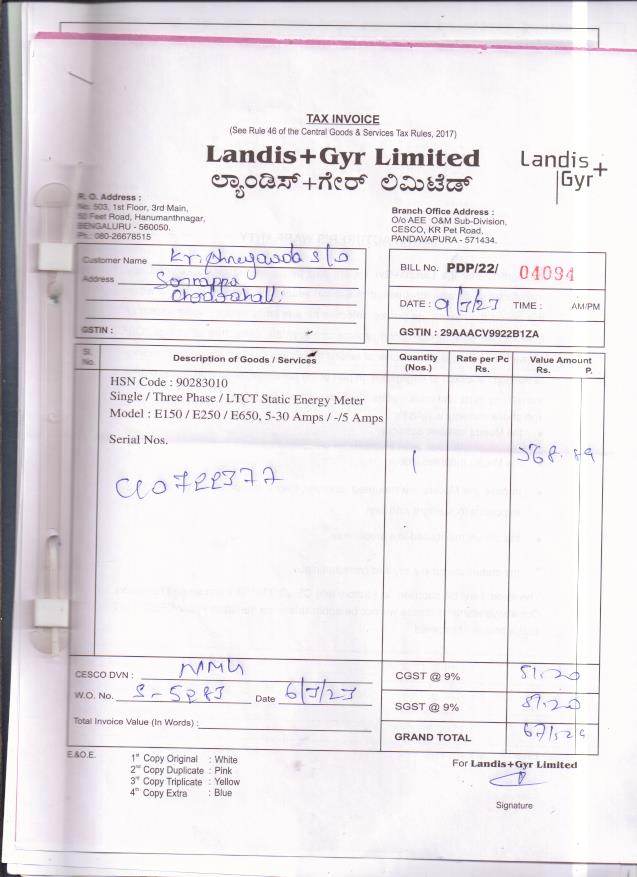 TAX INVOICE
(See Rule 46 of the Central Goods & Services Tax Rules, 2017)
Landis+Gyr Limited
ಲ್ಯಾಂಡಿಸ್+ಗೇರ್ ಲಿಮಿಟೆಡ್
Landis+
Gyr
R. O. Address :
No. 503, 1st Floor, 3rd Main,
50 Feet Road, Hanumanthnagar,
BENGALURU - 560050.
Ph.: 080-26678515
Branch Office Address :
O/o AEE O&M Sub-Division,
CESCO, KR Pet Road,
PANDAVAPURA - 571434.
Customer Name Krishnegowda S/o
Address
GSTIN :
BILL No. PDP/22/ 04094
DATE : TIME : AM/PM
GSTIN : 29AAACV9922B1ZA
Sl. No. Description of Goods / Services Quantity (Nos.) Rate per Pc Rs. Value Amount Rs. P.
HSN Code : 90283010
Single / Three Phase / LTCT Static Energy Meter
Model : E150 / E250 / E650, 5-30 Amps / -/5 Amps
Serial Nos.
1 568.89
CESCO DVN :
W.O. No. Date
Total Invoice Value (In Words) :
CGST @ 9% 51.20
SGST @ 9% 51.20
GRAND TOTAL
E.&O.E.
1st Copy Original : White
2nd Copy Duplicate : Pink
3rd Copy Triplicate : Yellow
4th Copy Extra : Blue
For Landis+Gyr Limited
Signature